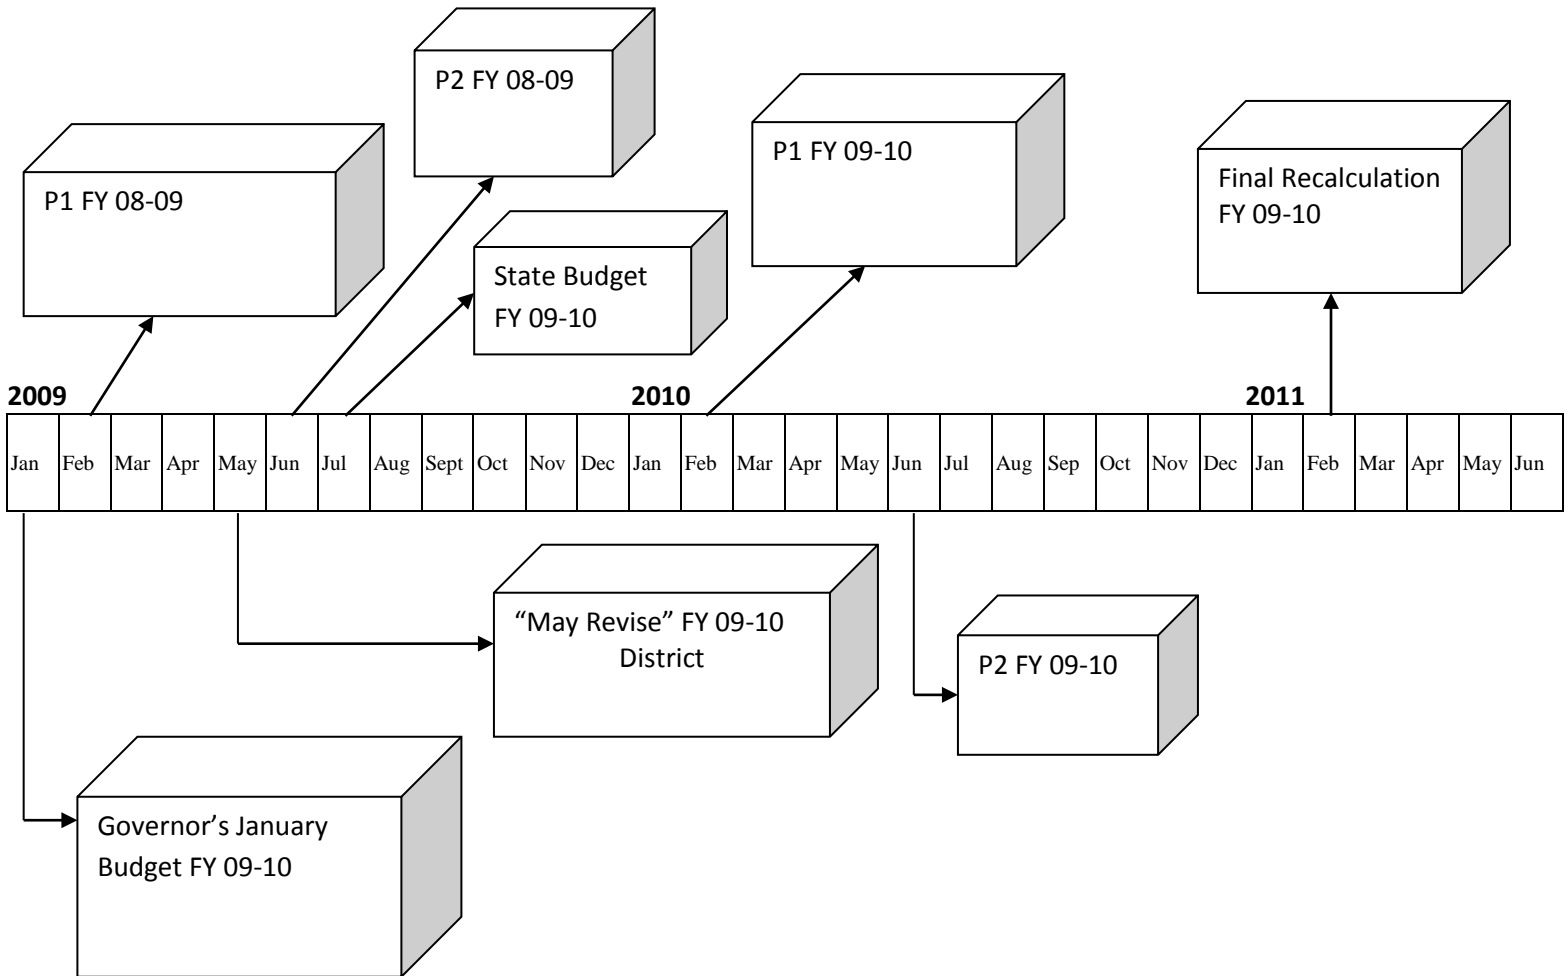 P2 FY 08-09
P1 FY 09-10
P1 FY 08-09
Final Recalculation
FY 09-10
State Budget
FY 09-10
2009
2010
2011
Jan Feb Mar Apr May Jun Jul Aug Sept Oct Nov Dec Jan Feb Mar Apr May Jun Jul Aug Sep Oct Nov Dec Jan Feb Mar Apr May Jun
“May Revise” FY 09-10
District
P2 FY 09-10
Governor’s January
Budget FY 09-10